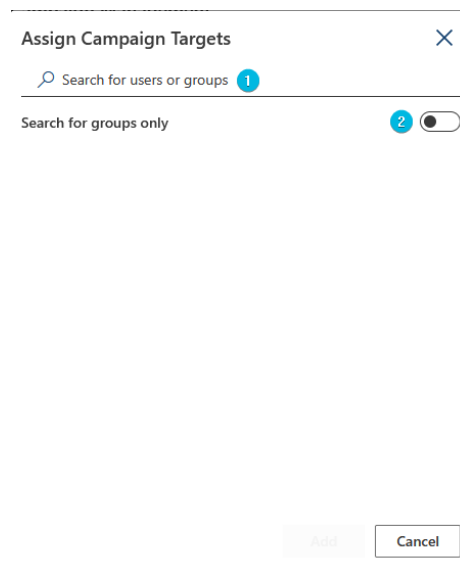 Assign Campaign Targets
Search for users or groups 1
Search for groups only 2
Add Cancel